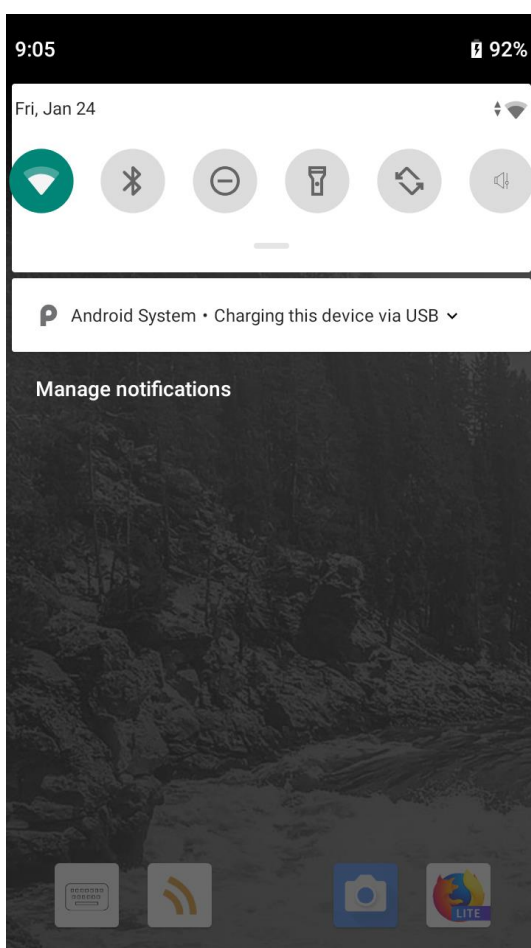 9:05 92%
Fri, Jan 24
Android System • Charging this device via USB
Manage notifications
LITE